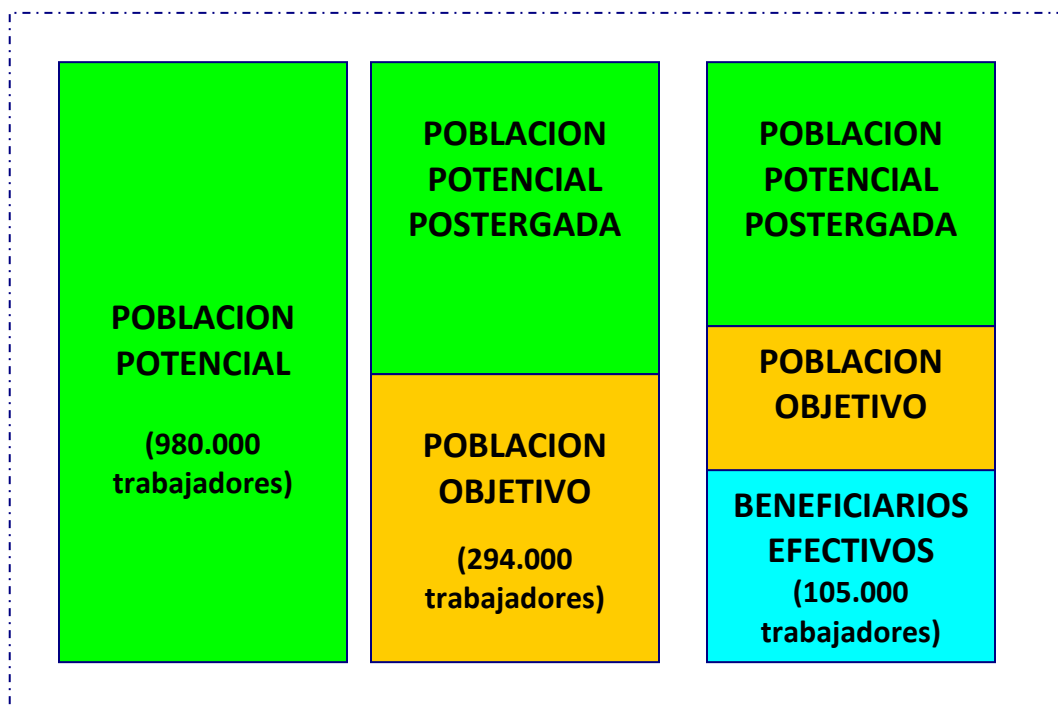 POBLACION
POTENCIAL
(980.000
trabajadores)
POBLACION
POTENCIAL
POSTERGADA
POBLACION
OBJETIVO
(294.000
trabajadores)
POBLACION
POTENCIAL
POSTERGADA
POBLACION
OBJETIVO
BENEFICIARIOS
EFECTIVOS
(105.000
trabajadores)